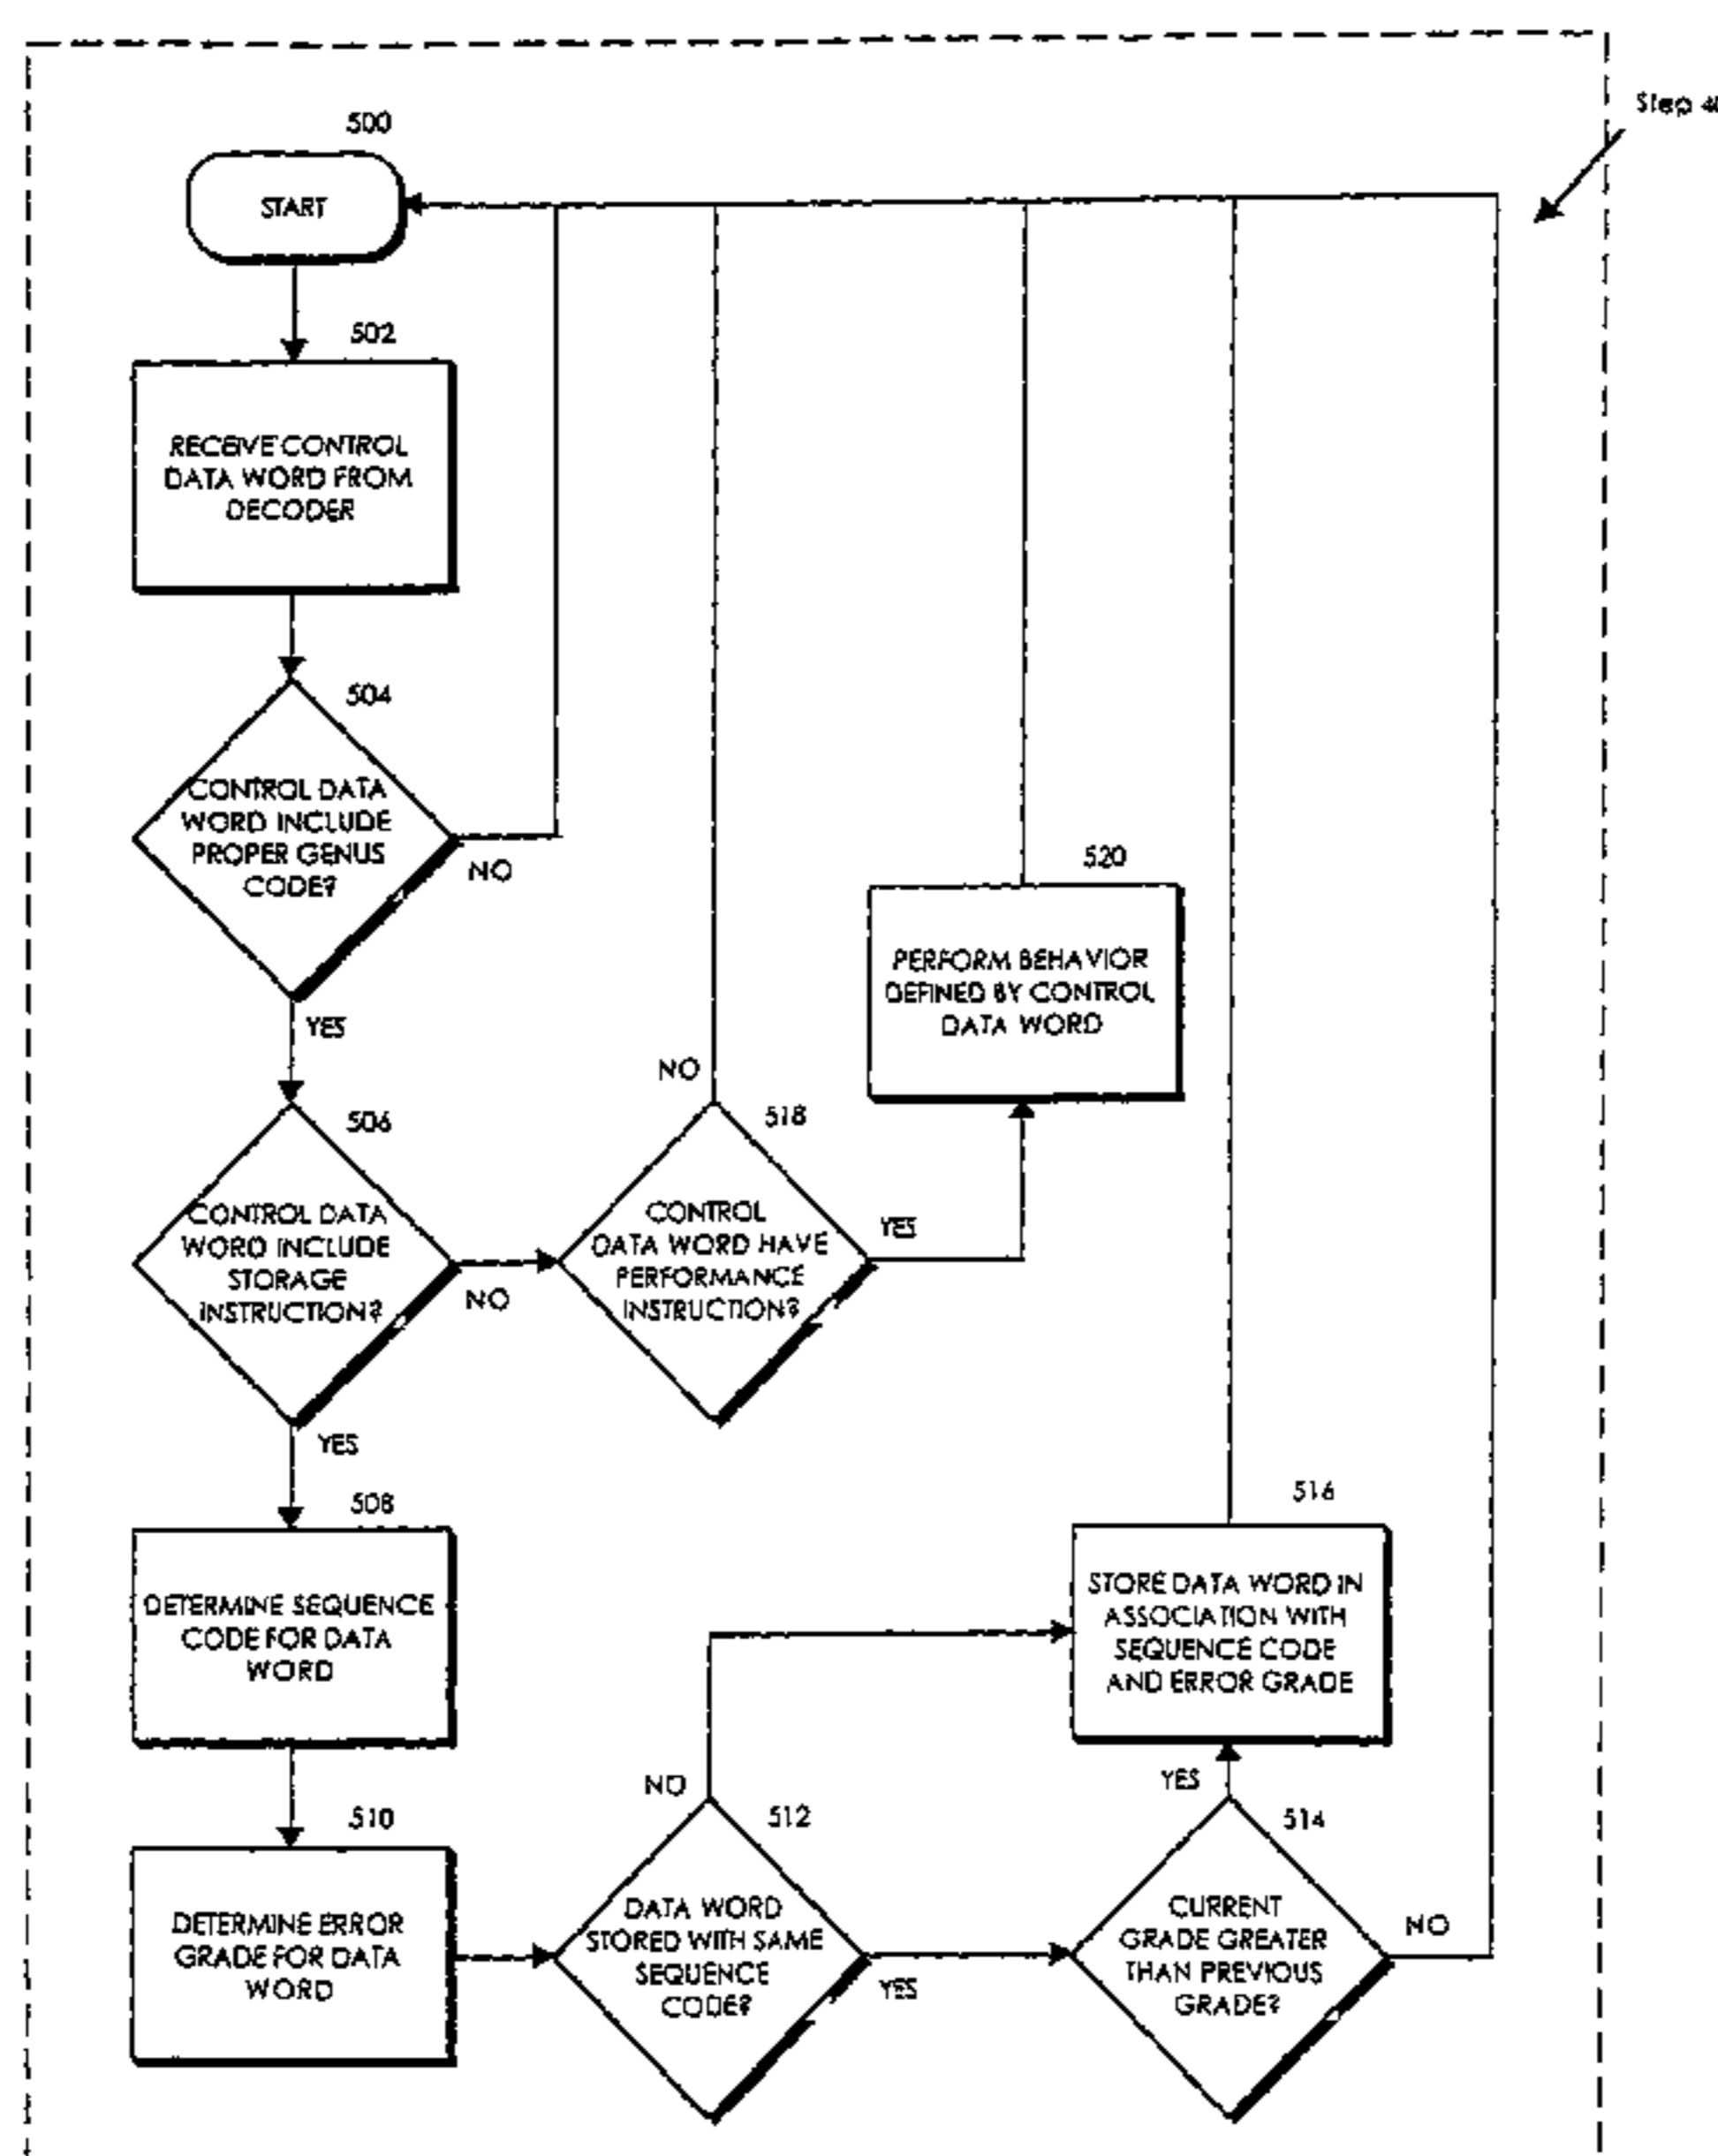 Step
500
START
502
RECEIVE CONTROL
DATA WORD FROM
DECODER
504
CONTROL DATA
WORD INCLUDE
PROPER GENUS
CODE?
NO
YES
520
PERFORM BEHAVIOR
DEFINED BY CONTROL
DATA WORD
506
CONTROL DATA
WORD INCLUDE
STORAGE
INSTRUCTION?
NO
YES
NO
518
CONTROL
DATA WORD HAVE
PERFORMANCE
INSTRUCTION?
YES
508
DETERMINE SEQUENCE
CODE FOR DATA
WORD
516
STORE DATA WORD IN
ASSOCIATION WITH
SEQUENCE CODE
AND ERROR GRADE
510
DETERMINE ERROR
GRADE FOR DATA
WORD
NO
512
DATA WORD
STORED WITH SAME
SEQUENCE
CODE?
YES
YES
514
CURRENT
GRADE GREATER
THAN PREVIOUS
GRADE?
NO